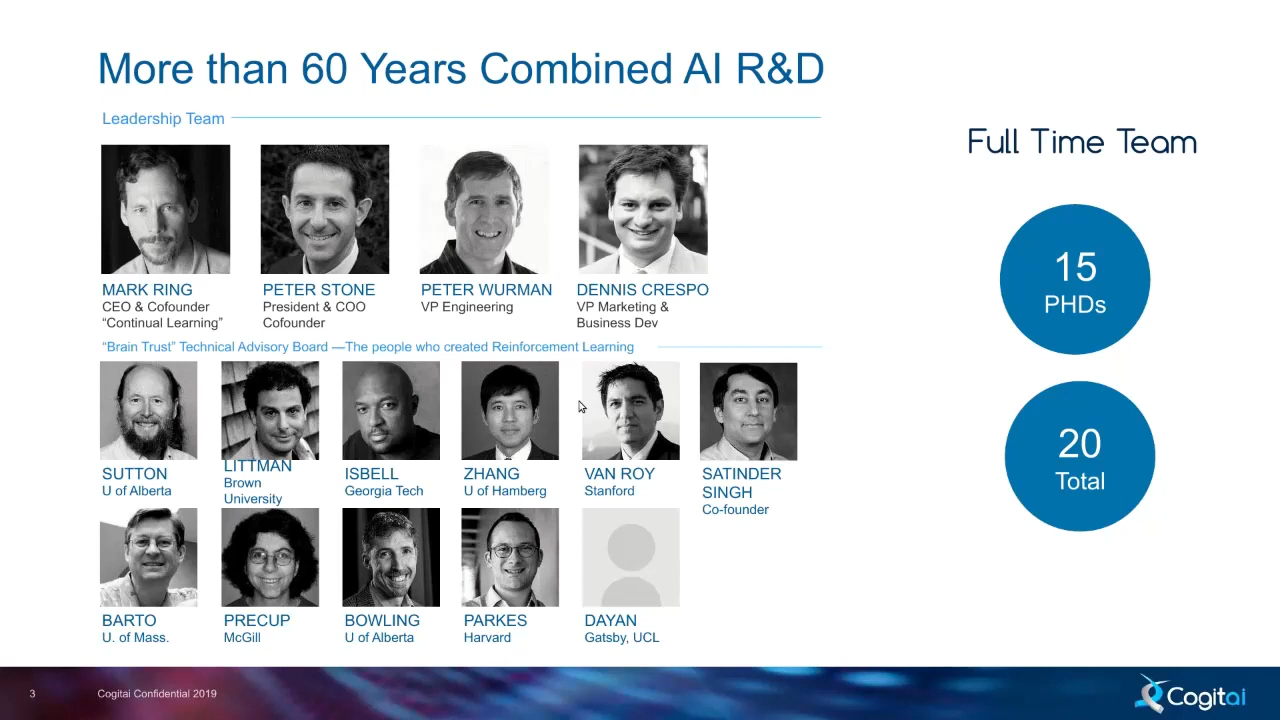 More than 60 Years Combined AI R&D
Leadership Team
MARK RING
CEO & Cofounder
“Continual Learning”
PETER STONE
President & COO
Cofounder
PETER WURMAN
VP Engineering
DENNIS CRESPO
VP Marketing &
Business Dev
“Brain Trust” Technical Advisory Board —The people who created Reinforcement Learning
SUTTON
U of Alberta
LITTMAN
Brown
University
ISBELL
Georgia Tech
ZHANG
U of Hamberg
VAN ROY
Stanford
SATINDER
SINGH
Co-founder
BARTO
U. of Mass.
PRECUP
McGill
BOWLING
U of Alberta
PARKES
Harvard
DAYAN
Gatsby, UCL
Full Time Team
15
PHDs
20
Total
3
Cogitai Confidential 2019
Cogitai